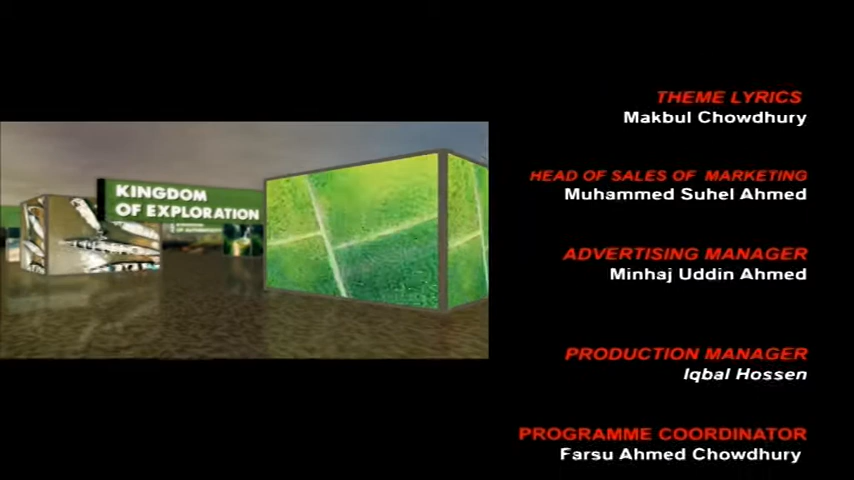 KINGDOM
OF EXPLORATION
THEME LYRICS
Makbul Chowdhury
HEAD OF SALES OF MARKETING
Muhammed Suhel Ahmed
ADVERTISING MANAGER
Minhaj Uddin Ahmed
PRODUCTION MANAGER
Iqbal Hossen
PROGRAMME COORDINATOR
Farsu Ahmed Chowdhury